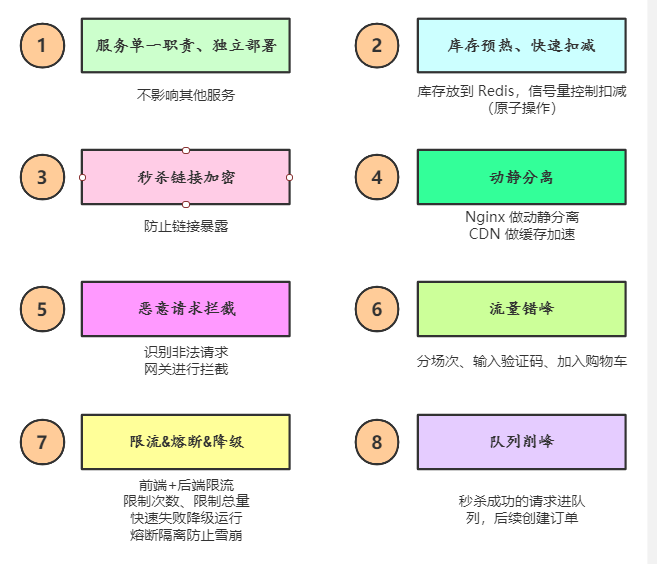 1
服务单一职责、独立部署
不影响其他服务
2
库存预热、快速扣减
库存放到 Redis，信号量控制扣减
（原子操作）
3
秒杀链接加密
防止链接暴露
4
动静分离
Nginx 做动静分离
CDN 做缓存加速
5
恶意请求拦截
识别非法请求
网关进行拦截
6
流量错峰
分场次、输入验证码、加入购物车
7
限流&熔断&降级
前端+后端限流
限制次数、限制总量
快速失败降级运行
熔断隔离防止雪崩
8
队列削峰
秒杀成功的请求进队
列，后续创建订单